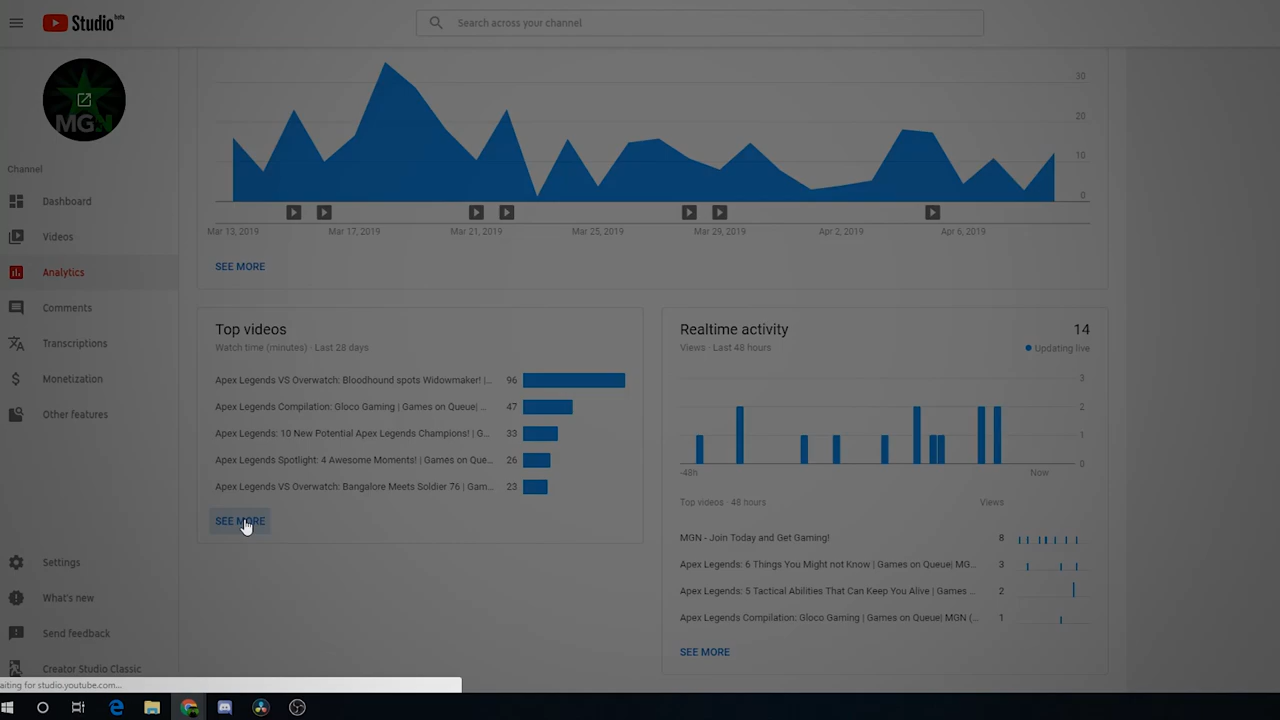 Studio beta
Search across your channel
MGN
Channel
Dashboard
Videos
Analytics
Comments
Transcriptions
Monetization
Other features
Settings
What's new
Send feedback
Creator Studio Classic
30
20
10
0
Mar 13, 2019
Mar 17, 2019
Mar 21, 2019
Mar 25, 2019
Mar 29, 2019
Apr 2, 2019
Apr 6, 2019
SEE MORE
Top videos
Watch time (minutes) · Last 28 days
Apex Legends VS Overwatch: Bloodhound spots Widowmaker! |... 96
Apex Legends Compilation: Gloco Gaming | Games on Queue| ... 47
Apex Legends: 10 New Potential Apex Legends Champions! | G... 33
Apex Legends Spotlight: 4 Awesome Moments! | Games on Que... 26
Apex Legends VS Overwatch: Bangalore Meets Soldier 76 | Gam... 23
SEE MORE
Realtime activity 14
Views · Last 48 hours Updating live
3
2
1
0
-48h Now
Top videos · 48 hours Views
MGN - Join Today and Get Gaming! 8
Apex Legends: 6 Things You Might not Know | Games on Queue| MG... 3
Apex Legends: 5 Tactical Abilities That Can Keep You Alive | Games ... 2
Apex Legends Compilation: Gloco Gaming | Games on Queue| MGN (... 1
SEE MORE
aiting for studio.youtube.com...